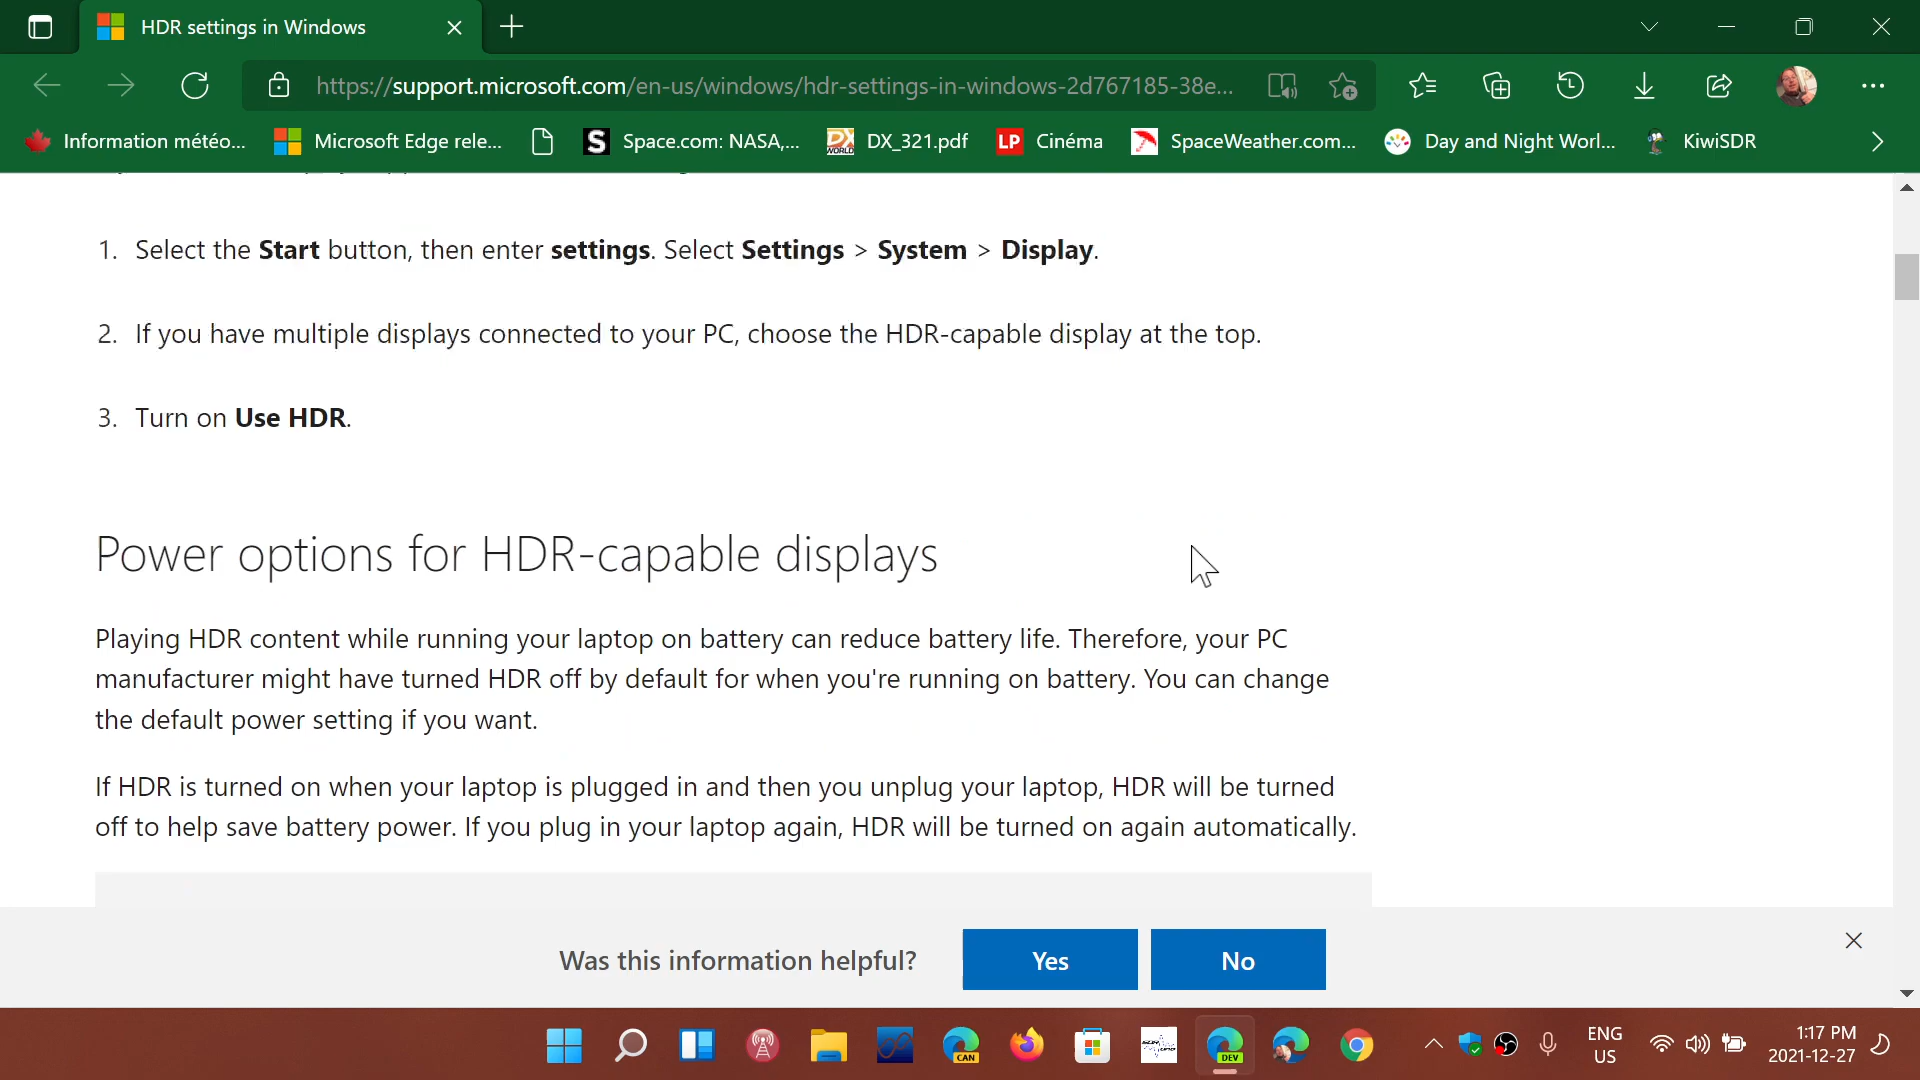 HDR settings in Windows
https://support.microsoft.com/en-us/windows/hdr-settings-in-windows-2d767185-38e...
Information météo...
Microsoft Edge rele...
S
Space.com: NASA,...
DX
WORLD
DX_321.pdf
LP
Cinéma
SpaceWeather.com...
Day and Night Worl...
KiwiSDR
1. Select the Start button, then enter settings. Select Settings > System > Display.
2. If you have multiple displays connected to your PC, choose the HDR-capable display at the top.
3. Turn on Use HDR.
Power options for HDR-capable displays
Playing HDR content while running your laptop on battery can reduce battery life. Therefore, your PC
manufacturer might have turned HDR off by default for when you're running on battery. You can change
the default power setting if you want.
If HDR is turned on when your laptop is plugged in and then you unplug your laptop, HDR will be turned
off to help save battery power. If you plug in your laptop again, HDR will be turned on again automatically.
Was this information helpful?
Yes
No
CAN
DEV
ENG
US
1:17 PM
2021-12-27